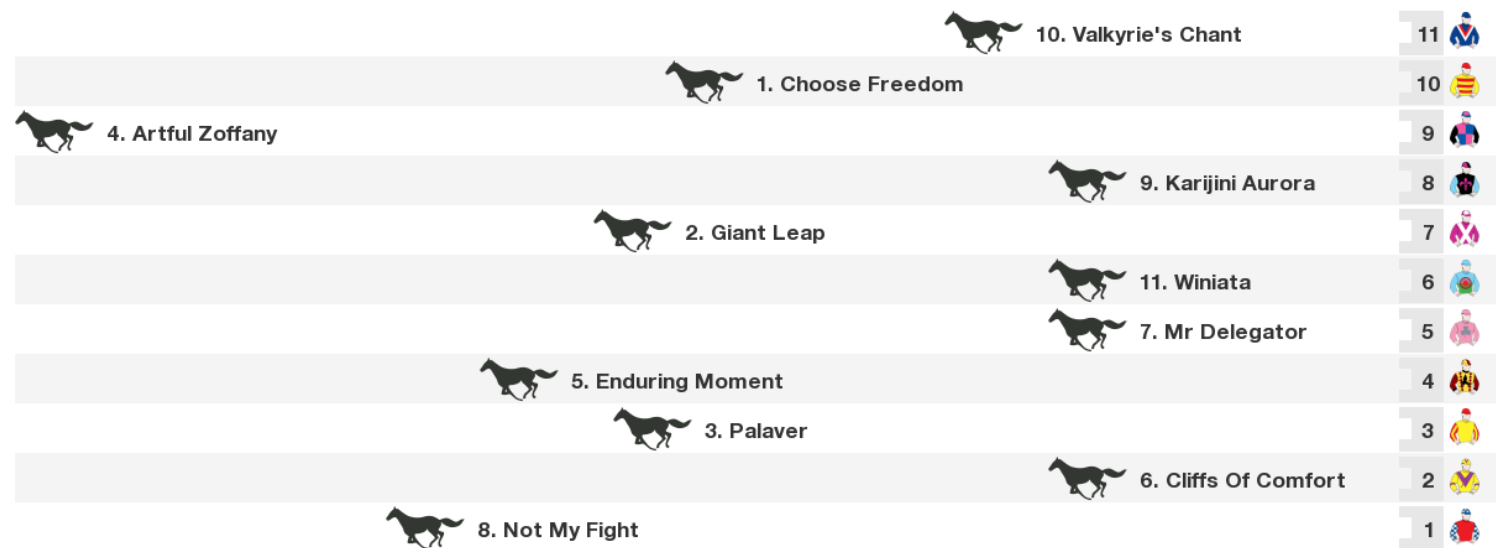 10. Valkyrie's Chant 11
1. Choose Freedom 10
4. Artful Zoffany 9
9. Karijini Aurora 8
2. Giant Leap 7
11. Winiata 6
7. Mr Delegator 5
5. Enduring Moment 4
3. Palaver 3
6. Cliffs Of Comfort 2
8. Not My Fight 1